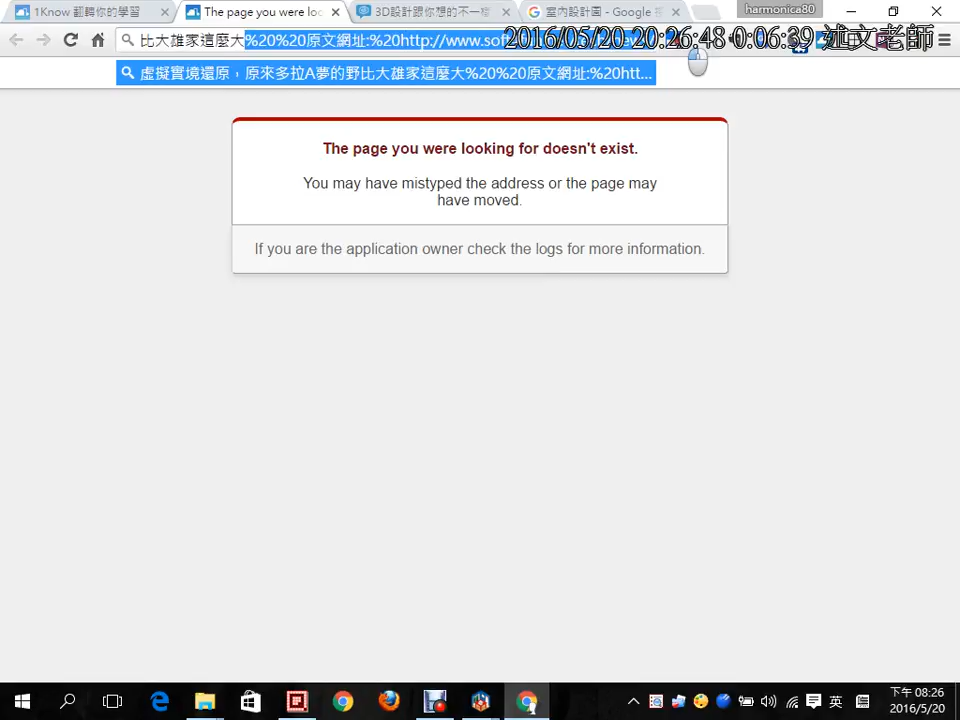 1Know 翻轉你的學習
The page you were loc
3D設計跟你想的不一樣
室內設計圖 - Google 搜
harmonica80
比大雄家這麼大%20%20原文網址:%20http://www.sof
2016/05/20 20:26:48 0:06:39
虛擬實境還原，原來多拉A夢的野比大雄家這麼大%20%20原文網址:%20htt...
The page you were looking for doesn't exist.
You may have mistyped the address or the page may
have moved.
If you are the application owner check the logs for more information.
英
下午 08:26
2016/5/20